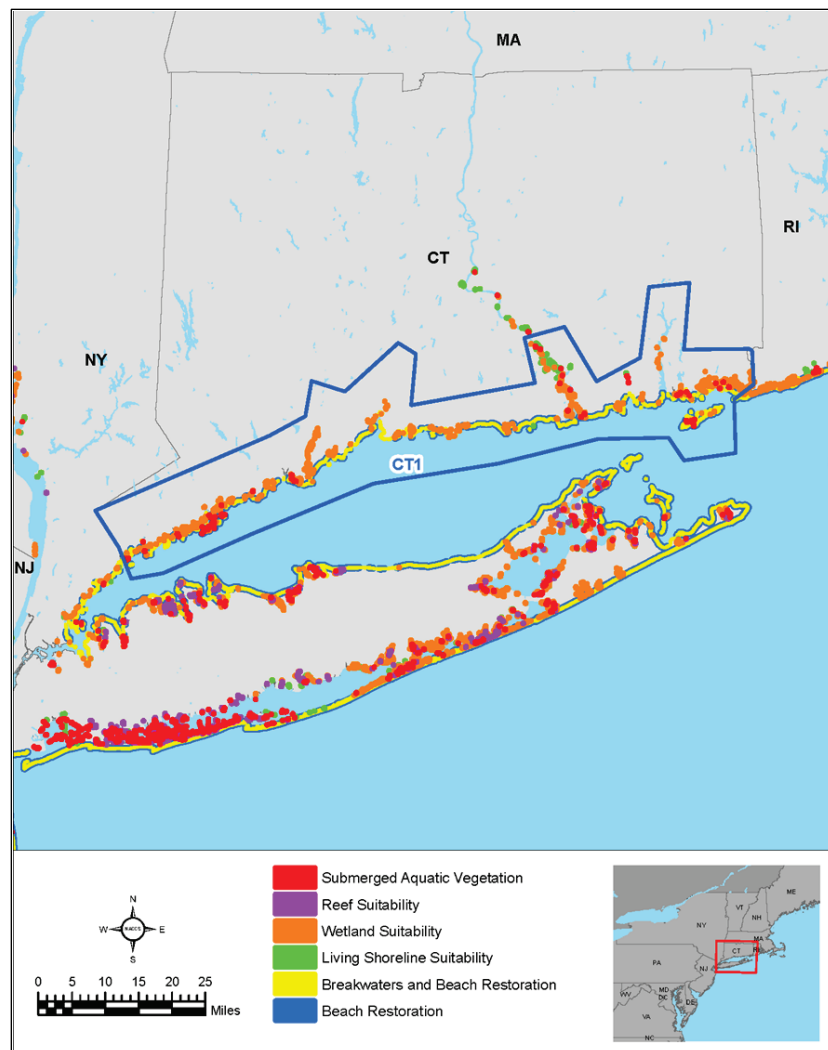 MA
RI
CT
NY
CT1
NJ
N
W NACCS E
S
0 5 10 15 20 25
Miles
Submerged Aquatic Vegetation
Reef Suitability
Wetland Suitability
Living Shoreline Suitability
Breakwaters and Beach Restoration
Beach Restoration
ME
VT
NH
NY
MA
CT
RI
PA
NJ
MD
DC
DE
WV
VA
NC